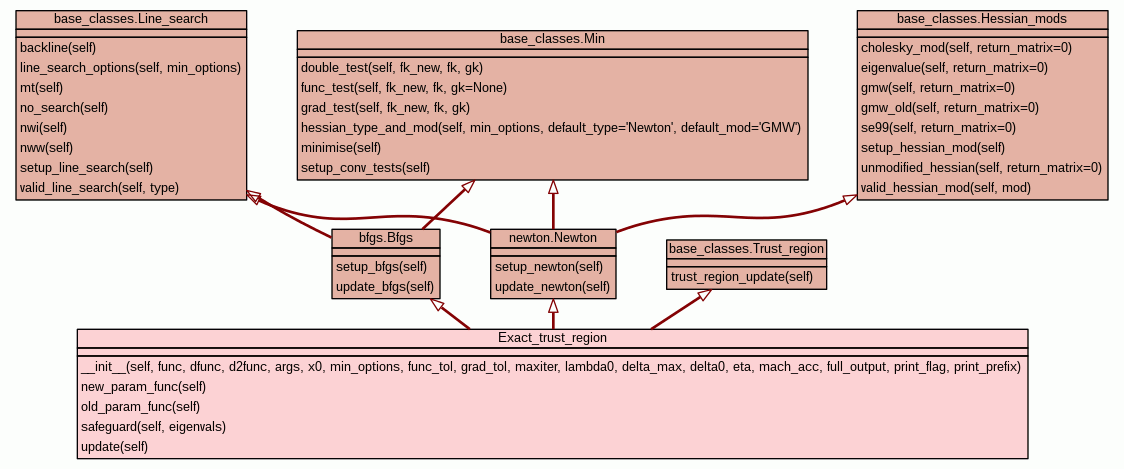 base_classes.Line_search
backline(self)
line_search_options(self, min_options)
mt(self)
no_search(self)
nwi(self)
nww(self)
setup_line_search(self)
valid_line_search(self, type)
base_classes.Min
double_test(self, fk_new, fk, gk)
func_test(self, fk_new, fk, gk=None)
grad_test(self, fk_new, fk, gk)
hessian_type_and_mod(self, min_options, default_type='Newton', default_mod='GMW')
minimise(self)
setup_conv_tests(self)
base_classes.Hessian_mods
cholesky_mod(self, return_matrix=0)
eigenvalue(self, return_matrix=0)
gmw(self, return_matrix=0)
gmw_old(self, return_matrix=0)
se99(self, return_matrix=0)
setup_hessian_mod(self)
unmodified_hessian(self, return_matrix=0)
valid_hessian_mod(self, mod)
bfgs.Bfgs
setup_bfgs(self)
update_bfgs(self)
newton.Newton
setup_newton(self)
update_newton(self)
base_classes.Trust_region
trust_region_update(self)
Exact_trust_region
__init__(self, func, dfunc, d2func, args, x0, min_options, func_tol, grad_tol, maxiter, lambda0, delta_max, delta0, eta, mach_acc, full_output, print_flag, print_prefix)
new_param_func(self)
old_param_func(self)
safeguard(self, eigenvals)
update(self)